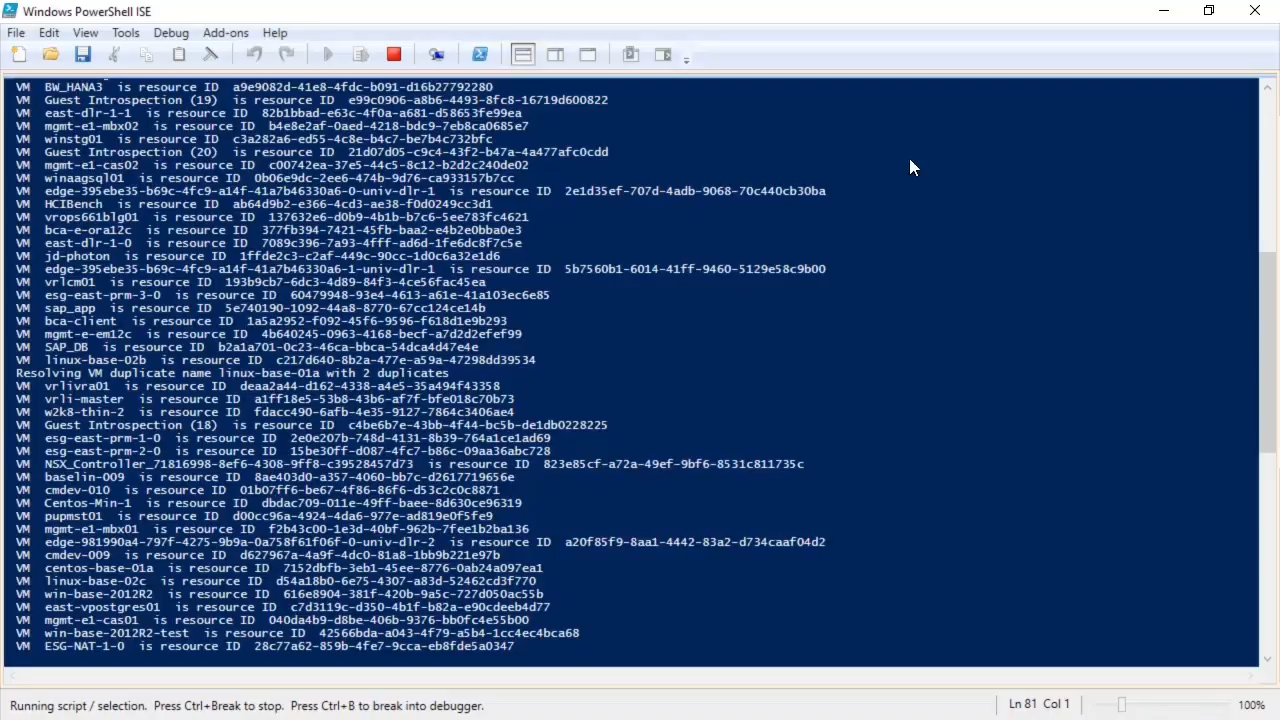 Windows PowerShell ISE
File Edit View Tools Debug Add-ons Help
VM BW_HANA3 is resource ID a9e9082d-41e8-4fdc-b091-d16b27792280
VM Guest Introspection (19) is resource ID e99c0906-a8b6-4493-8fc8-16719d600822
VM east-dlr-1-1 is resource ID 82b1bbad-e63c-4f0a-a681-d58653fe99ea
VM mgmt-e1-mbx02 is resource ID b4e8e2af-0aed-4218-bdc9-7eb8ca0685e7
VM winstg01 is resource ID c3a282a6-ed55-4c8e-b4c7-be7b4c732bfc
VM Guest Introspection (20) is resource ID 21d07d05-c9c4-43f2-b47a-4a477afc0cdd
VM mgmt-e1-cas02 is resource ID c00742ea-37e5-44c5-8c12-b2d2c240de02
VM winaagsql01 is resource ID 0b06e9dc-2ee6-474b-9d76-ca933157b7cc
VM edge-395ebe35-b69c-4fc9-a14f-41a7b46330a6-0-univ-dlr-1 is resource ID 2e1d35ef-707d-4adb-9068-70c440cb30ba
VM HCIBench is resource ID ab64d9b2-e366-4cd3-ae38-f0d0249cc3d1
VM vrops661blg01 is resource ID 137632e6-d0b9-4b1b-b7c6-5ee783fc4621
VM bca-e-ora12c is resource ID 377fb394-7421-45fb-baa2-e4b2e0bba0e3
VM east-dlr-1-0 is resource ID 7089c396-7a93-4fff-ad6d-1fe6dc8f7c5e
VM jd-photon is resource ID 1ffde2c3-c2af-449c-90cc-1d0c6a32e1d6
VM edge-395ebe35-b69c-4fc9-a14f-41a7b46330a6-1-univ-dlr-1 is resource ID 5b7560b1-6014-41ff-9460-5129e58c9b00
VM vrlcm01 is resource ID 193b9cb7-6dc3-4d89-84f3-4ce56fac45ea
VM esg-east-prm-3-0 is resource ID 60479948-93e4-4613-a61e-41a103ec6e85
VM sap_app is resource ID 5e740190-1092-44a8-8770-67cc124ce14b
VM bca-client is resource ID 1a5a2952-f092-45f6-9596-f618d1e9b293
VM mgmt-e-em12c is resource ID 4b640245-0963-4168-becf-a7d2d2efef99
VM SAP_DB is resource ID b2a1a701-0c23-46ca-bbca-54dca4d47e4e
VM linux-base-02b is resource ID c217d640-8b2a-477e-a59a-47298dd39534
Resolving VM duplicate name linux-base-01a with 2 duplicates
VM vrlivra01 is resource ID deaa2a44-d162-4338-a4e5-35a494f43358
VM vrli-master is resource ID a1ff18e5-53b8-43b6-af7f-bfe018c70b73
VM w2k8-thin-2 is resource ID fdacc490-6afb-4e35-9127-7864c3406ae4
VM Guest Introspection (18) is resource ID c4be6b7e-43bb-4f44-bc5b-de1db0228225
VM esg-east-prm-1-0 is resource ID 2e0e207b-748d-4131-8b39-764a1ce1ad69
VM esg-east-prm-2-0 is resource ID 15be30ff-d087-4fc7-b86c-09aa36abc728
VM NSX_Controller_71816998-8ef6-4308-9ff8-c39528457d73 is resource ID 823e85cf-a72a-49ef-9bf6-8531c811735c
VM baselin-009 is resource ID 8ae403d0-a357-4060-bb7c-d2617719656e
VM cmdev-010 is resource ID 01b07ff6-be67-4f86-86f6-d53c2c0c8871
VM Centos-Min-1 is resource ID dbdac709-011e-49ff-baee-8d630ce96319
VM pupmst01 is resource ID d00cc96a-4924-4da6-977e-ad819e0f5fe9
VM mgmt-e1-mbx01 is resource ID f2b43c00-1e3d-40bf-962b-7fee1b2ba136
VM edge-981990a4-797f-4275-9b9a-0a758f61f06f-0-univ-dlr-2 is resource ID a20f85f9-8aa1-4442-83a2-d734caaf04d2
VM cmdev-009 is resource ID d627967a-4a9f-4dc0-81a8-1bb9b221e97b
VM centos-base-01a is resource ID 7152dbfb-3eb1-45ee-8776-0ab24a097ea1
VM linux-base-02c is resource ID d54a18b0-6e75-4307-a83d-52462cd3f770
VM win-base-2012R2 is resource ID 616e8904-381f-420b-9a5c-727d050ac55b
VM east-vpostgres01 is resource ID c7d3119c-d350-4b1f-b82a-e90cdeeb4d77
VM mgmt-e1-cas01 is resource ID 040da4b9-d8be-406b-9376-bb0fc4e55b00
VM win-base-2012R2-test is resource ID 42566bda-a043-4f79-a5b4-1cc4ec4bca68
VM ESG-NAT-1-0 is resource ID 28c77a62-859b-4fe7-9cca-eb8fde5a0347
Running script / selection. Press Ctrl+Break to stop. Press Ctrl+B to break into debugger.
Ln 81 Col 1
100%